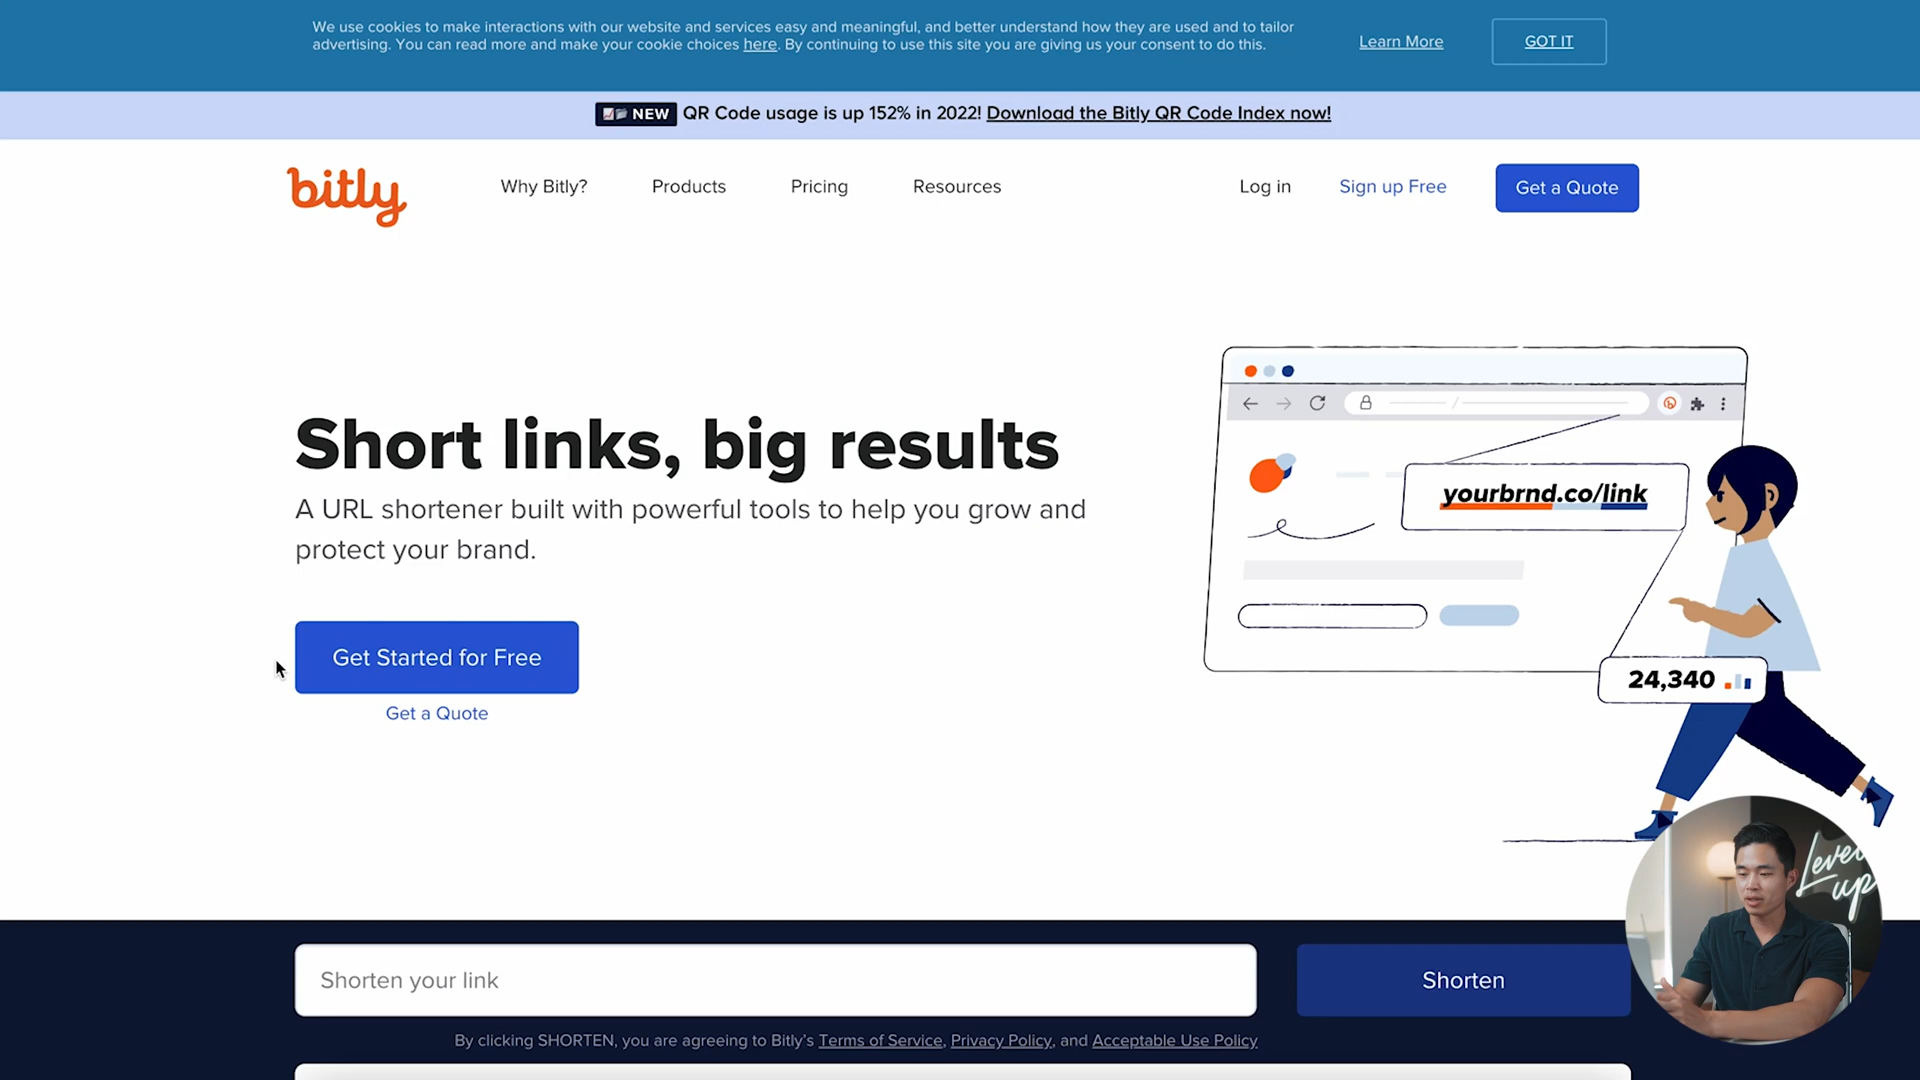 We use cookies to make interactions with our website and services easy and meaningful, and better understand how they are used and to tailor
advertising. You can read more and make your cookie choices here. By continuing to use this site you are giving us your consent to do this.
Learn More
GOT IT
NEW QR Code usage is up 152% in 2022! Download the Bitly QR Code Index now!
bitly
Why Bitly?
Products
Pricing
Resources
Log in
Sign up Free
Get a Quote
Short links, big results
A URL shortener built with powerful tools to help you grow and
protect your brand.
Get Started for Free
Get a Quote
yourbrnd.co/link
24,340
Level
up
Shorten your link
Shorten
By clicking SHORTEN, you are agreeing to Bitly's Terms of Service, Privacy Policy, and Acceptable Use Policy